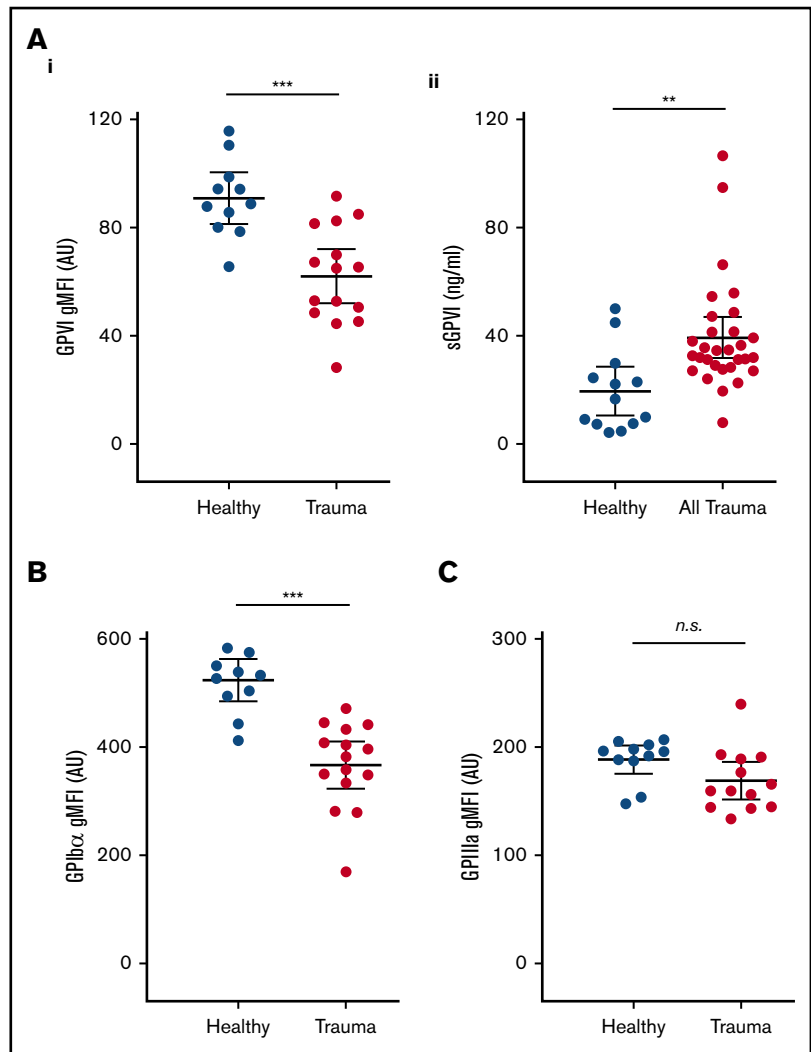 A
i
***
GPVI gMFI (AU)
120
80
40
0
Healthy Trauma
ii
**
sGPVI (ng/ml)
120
80
40
0
Healthy All Trauma
B
***
GPIbα gMFI (AU)
600
400
200
0
Healthy Trauma
C
n.s.
GPIIIa gMFI (AU)
300
200
100
0
Healthy Trauma